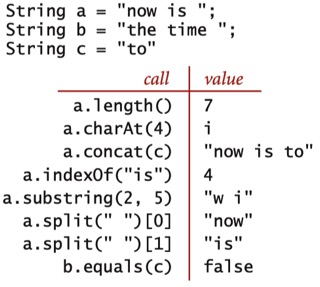 String a = "now is ";
String b = "the time ";
String c = "to"
call value
a.length() 7
a.charAt(4) i
a.concat(c) "now is to"
a.indexOf("is") 4
a.substring(2, 5) "w i"
a.split(" ")[0] "now"
a.split(" ")[1] "is"
b.equals(c) false